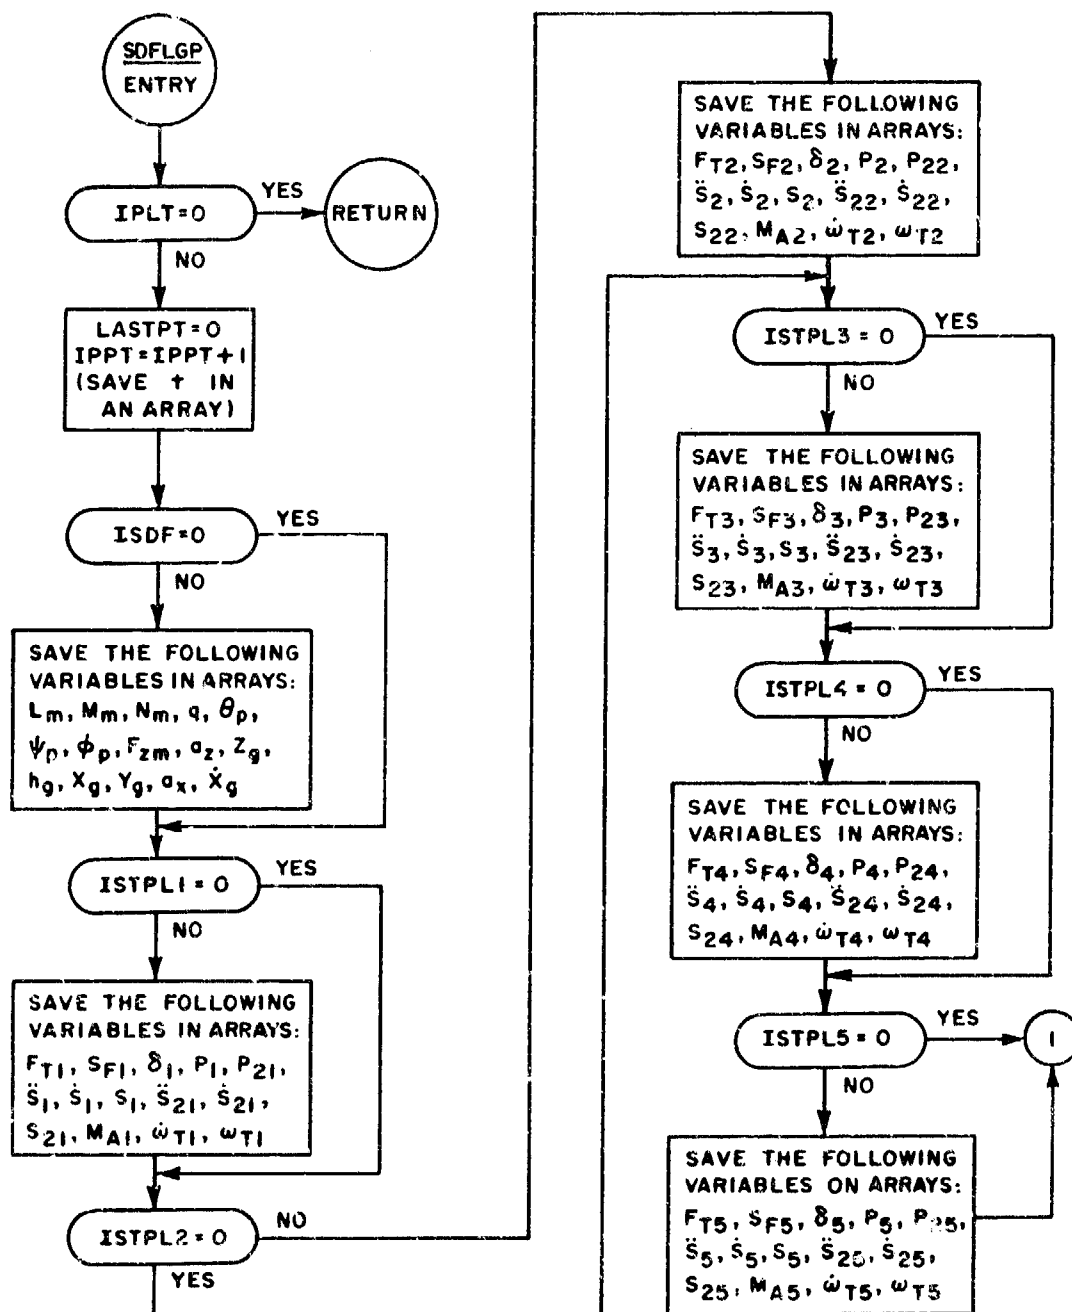 SDFLGP
ENTRY
IPLT=0
YES
RETURN
NO
LASTPT=0
IPPT=IPPT+1
(SAVE t IN
AN ARRAY)
ISDF=0
YES
NO
SAVE THE FOLLOWING
VARIABLES IN ARRAYS:
Lm, Mm, Nm, q, θp,
ψp, ϕp, Fzm, az, Zg,
hg, Xg, Yg, ax, Ẋg
ISTPL1=0
YES
NO
SAVE THE FOLLOWING
VARIABLES IN ARRAYS:
FT1, SF1, δ1, P1, P21,
S̈1, Ṡ1, S1, S̈21, Ṡ21,
S21, MA1, ω̇T1, ωT1
ISTPL2=0
NO
YES
SAVE THE FOLLOWING
VARIABLES IN ARRAYS:
FT2, SF2, δ2, P2, P22,
S̈2, Ṡ2, S2, S̈22, Ṡ22,
S22, MA2, ω̇T2, ωT2
ISTPL3=0
YES
NO
SAVE THE FOLLOWING
VARIABLES IN ARRAYS:
FT3, SF3, δ3, P3, P23,
S̈3, Ṡ3, S3, S̈23, Ṡ23,
S23, MA3, ω̇T3, ωT3
ISTPL4=0
YES
NO
SAVE THE FOLLOWING
VARIABLES IN ARRAYS:
FT4, SF4, δ4, P4, P24,
S̈4, Ṡ4, S4, S̈24, Ṡ24,
S24, MA4, ω̇T4, ωT4
ISTPL5=0
YES
1
NO
SAVE THE FOLLOWING
VARIABLES ON ARRAYS:
FT5, SF5, δ5, P5, P25,
S̈5, Ṡ5, S5, S̈25, Ṡ25,
S25, MA5, ω̇T5, ωT5